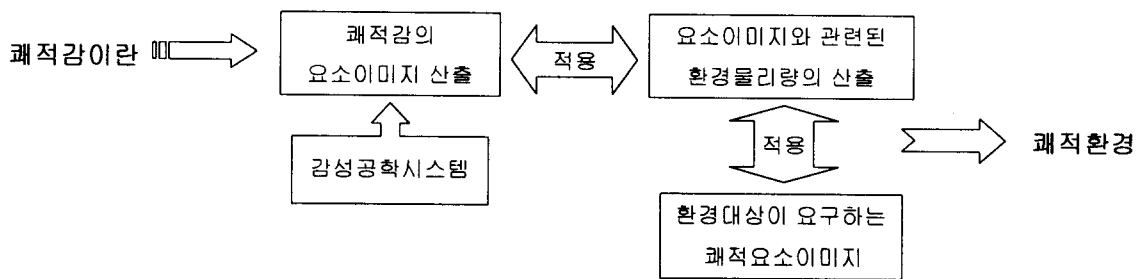 쾌적감이란
쾌적감의
요소이미지 산출
적용
요소이미지와 관련된
환경물리량의 산출
감성공학시스템
적용
쾌적환경
환경대상이 요구하는
쾌적요소이미지